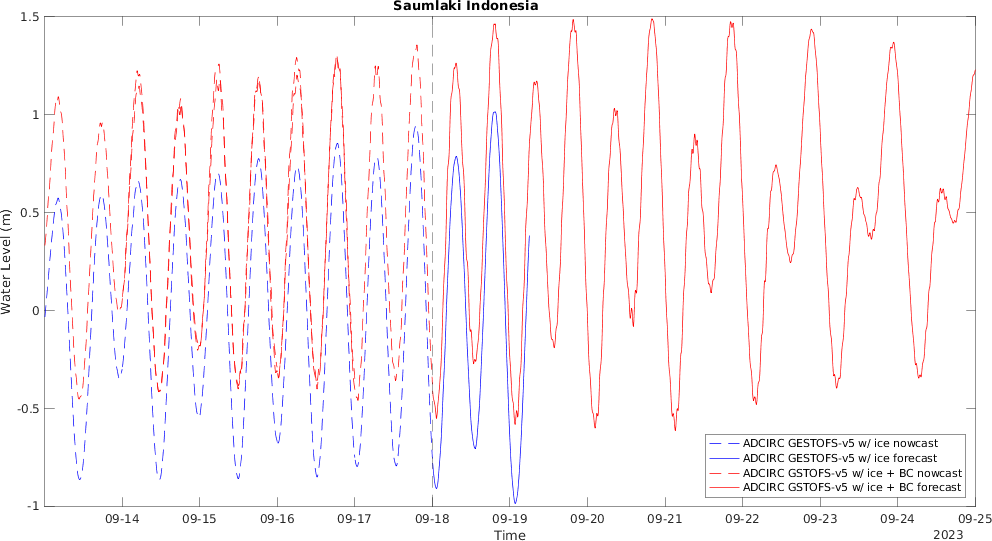 Saumlaki Indonesia
1.5
1
0.5
0
-0.5
-1
Water Level (m)
09-14 09-15 09-16 09-17 09-18 09-19 09-20 09-21 09-22 09-23 09-24 09-25
Time
2023
ADCIRC GESTOFS-v5 w/ ice nowcast
ADCIRC GESTOFS-v5 w/ ice forecast
ADCIRC GSTOFS-v5 w/ ice + BC nowcast
ADCIRC GSTOFS-v5 w/ ice + BC forecast